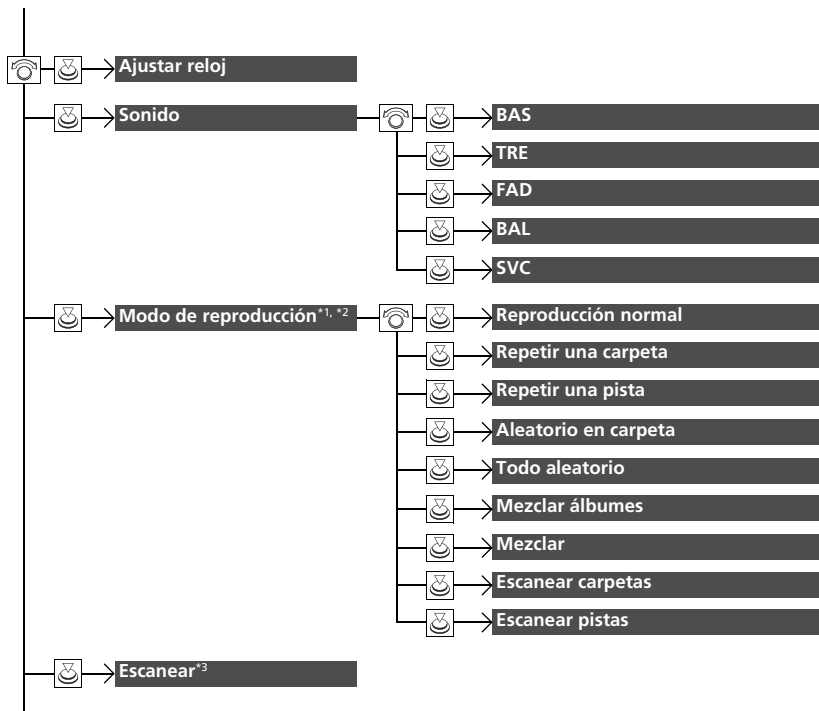 Ajustar reloj
Sonido
BAS
TRE
FAD
BAL
SVC
Modo de reproducción*1, *2
Reproducción normal
Repetir una carpeta
Repetir una pista
Aleatorio en carpeta
Todo aleatorio
Mezclar álbumes
Mezclar
Escanear carpetas
Escanear pistas
Escanear*3